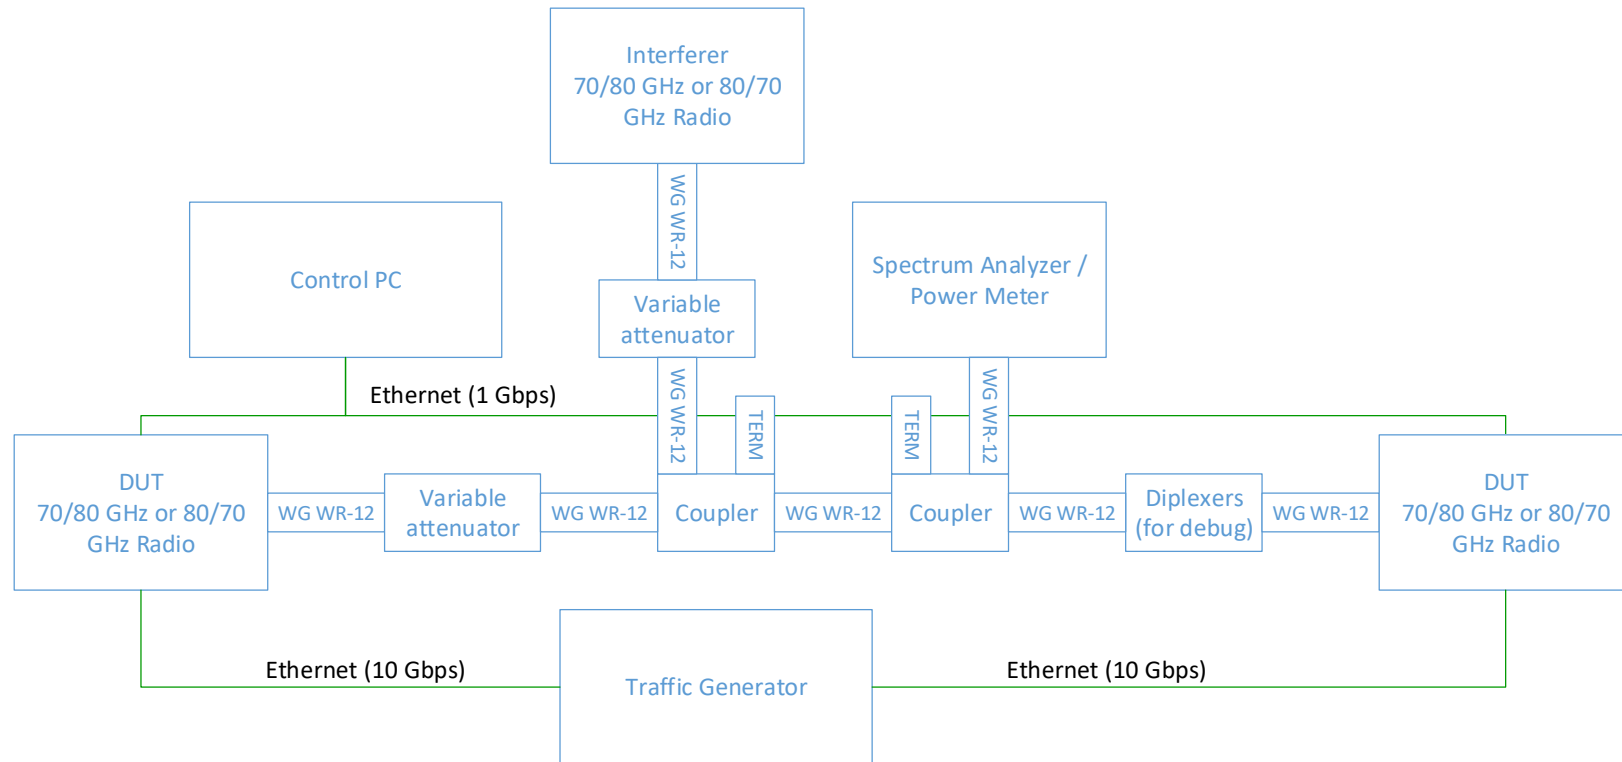 Interferer
70/80 GHz or 80/70
GHz Radio
WG WR-12
Control PC
Spectrum Analyzer /
Power Meter
Variable
attenuator
Ethernet (1 Gbps)
WG WR-12
TERM
TERM
WG WR-12
DUT
70/80 GHz or 80/70
GHz Radio
WG WR-12
Variable
attenuator
WG WR-12
Coupler
WG WR-12
Coupler
WG WR-12
Diplexers
(for debug)
WG WR-12
DUT
70/80 GHz or 80/70
GHz Radio
Ethernet (10 Gbps)
Traffic Generator
Ethernet (10 Gbps)